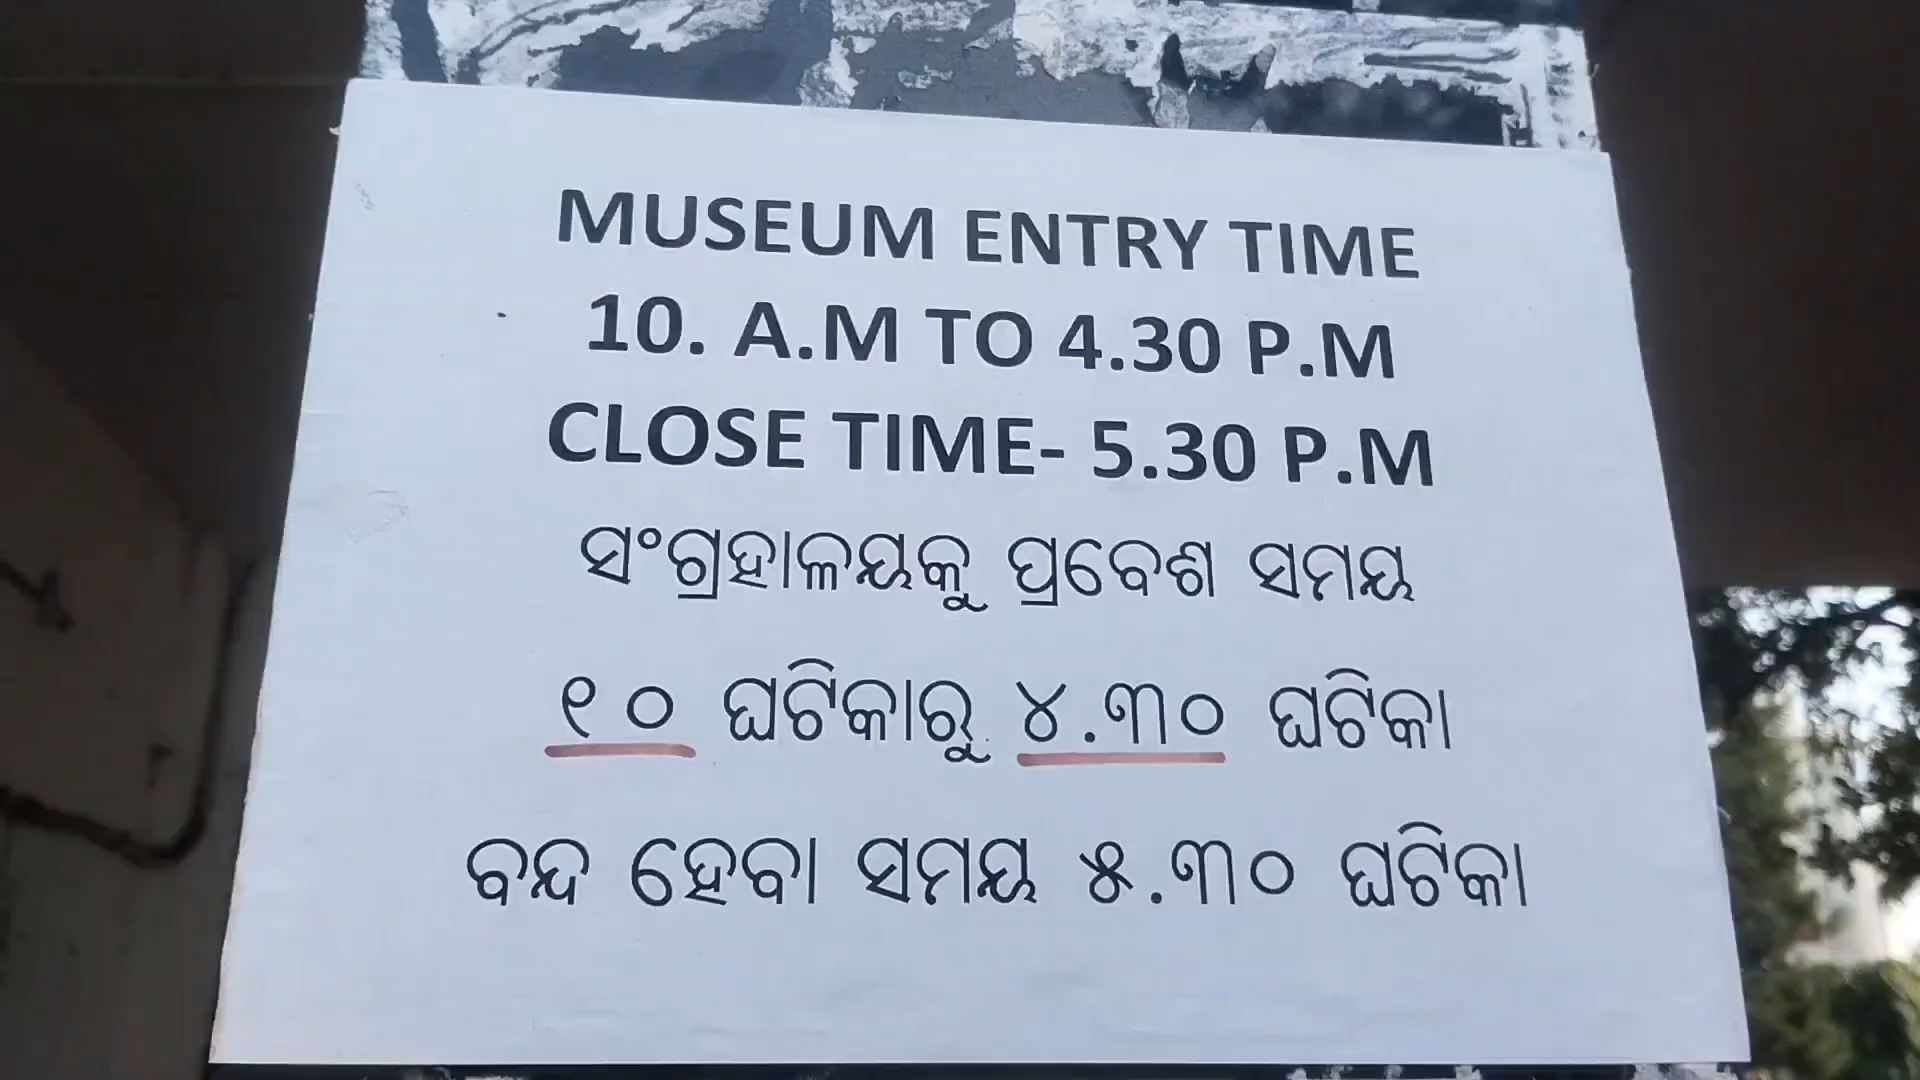 MUSEUM ENTRY TIME
10. A.M TO 4.30 P.M
CLOSE TIME- 5.30 P.M
ସଂଗ୍ରହାଳୟକୁ ପ୍ରବେଶ ସମୟ
୧୦ ଘଟିକାରୁ ୪.୩୦ ଘଟିକା
ବନ୍ଦ ହେବା ସମୟ ୫.୩୦ ଘଟିକା